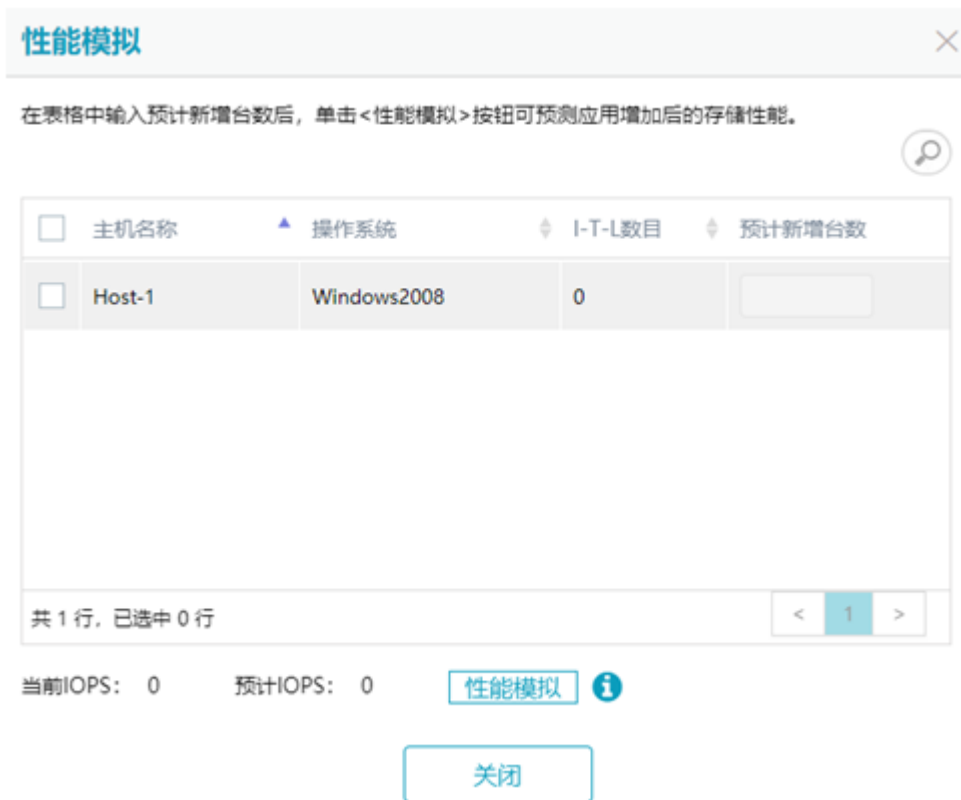 性能模拟
在表格中输入预计新增台数后，单击<性能模拟>按钮可预测应用增加后的存储性能。
主机名称 操作系统 I-T-L数目 预计新增台数
Host-1 Windows2008 0
共 1 行，已选中 0 行 < 1 >
当前IOPS： 0 预计IOPS： 0 性能模拟
关闭